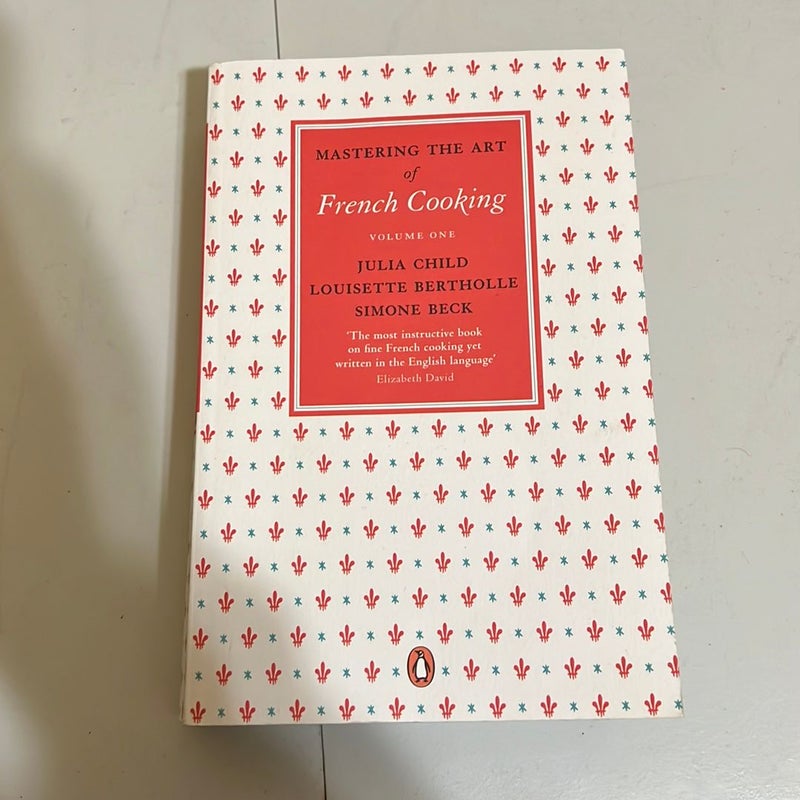 MASTERING THE ART
of
French Cooking
VOLUME ONE
JULIA CHILD
LOUISETTE BERTHOLLE
SIMONE BECK
‘The most instructive book
on fine French cooking yet
written in the English language’
Elizabeth David